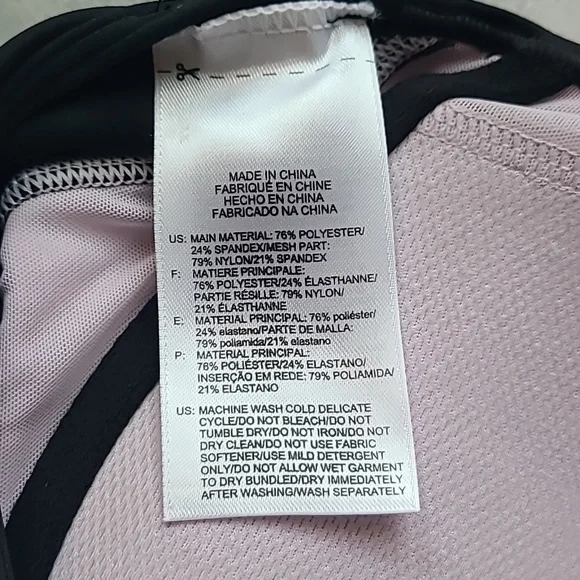 MADE IN CHINA
FABRIQUÉ EN CHINE
HECHO EN CHINA
FABRICADO NA CHINA
US: MAIN MATERIAL: 76% POLYESTER/
24% SPANDEX/MESH PART:
79% NYLON/21% SPANDEX
F: MATIERE PRINCIPALE:
76% POLYESTER/24% ÉLASTHANNE/
PARTIE RÉSILLE: 79% NYLON/
21% ÉLASTHANNE
E: MATERIAL PRINCIPAL: 76% poliéster/
24% elastano/PARTE DE MALLA:
79% poliamida/21% elastano
P: MATERIAL PRINCIPAL:
76% POLIÉSTER/24% ELASTANO/
INSERÇÃO EM REDE: 79% POLIAMIDA/
21% ELASTANO
US: MACHINE WASH COLD DELICATE
CYCLE/DO NOT BLEACH/DO NOT
TUMBLE DRY/DO NOT IRON/DO NOT
DRY CLEAN/DO NOT USE FABRIC
SOFTENER/USE MILD DETERGENT
ONLY/DO NOT ALLOW WET GARMENT
TO DRY BUNDLED/DRY IMMEDIATELY
AFTER WASHING/WASH SEPARATELY